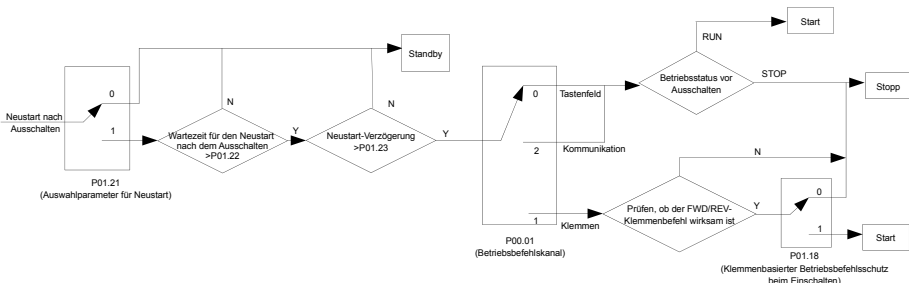 Start
RUN
Standby
Betriebsstatus vor
Ausschalten
STOP
Stopp
0
0
Tastenfeld
N
N
Neustart nach
Ausschalten
1
Wartezeit für den Neustart
nach dem Ausschalten
>P01.22
Y
Neustart-Verzögerung
>P01.23
Y
2
Kommunikation
N
P01.21
(Auswahlparameter für Neustart)
Prüfen, ob der FWD/REV-
Klemmenbefehl wirksam ist
Y
0
1
Klemmen
1
Start
P00.01
(Betriebsbefehlskanal)
P01.18
(Klemmenbasierter Betriebsbefehlsschutz
beim Einschalten)